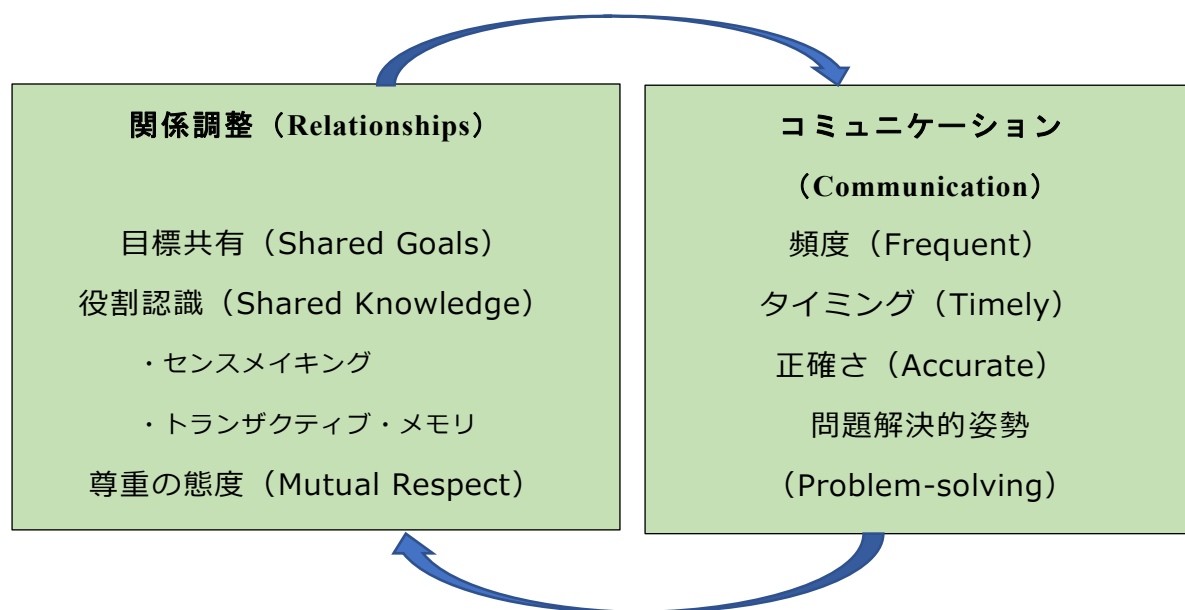 関係調整（Relationships）
目標共有（Shared Goals）
役割認識（Shared Knowledge）
・センスメイキング
・トランザクティブ・メモリ
尊重の態度（Mutual Respect）
コミュニケーション
（Communication）
頻度（Frequent）
タイミング（Timely）
正確さ（Accurate）
問題解決的姿勢
（Problem-solving）